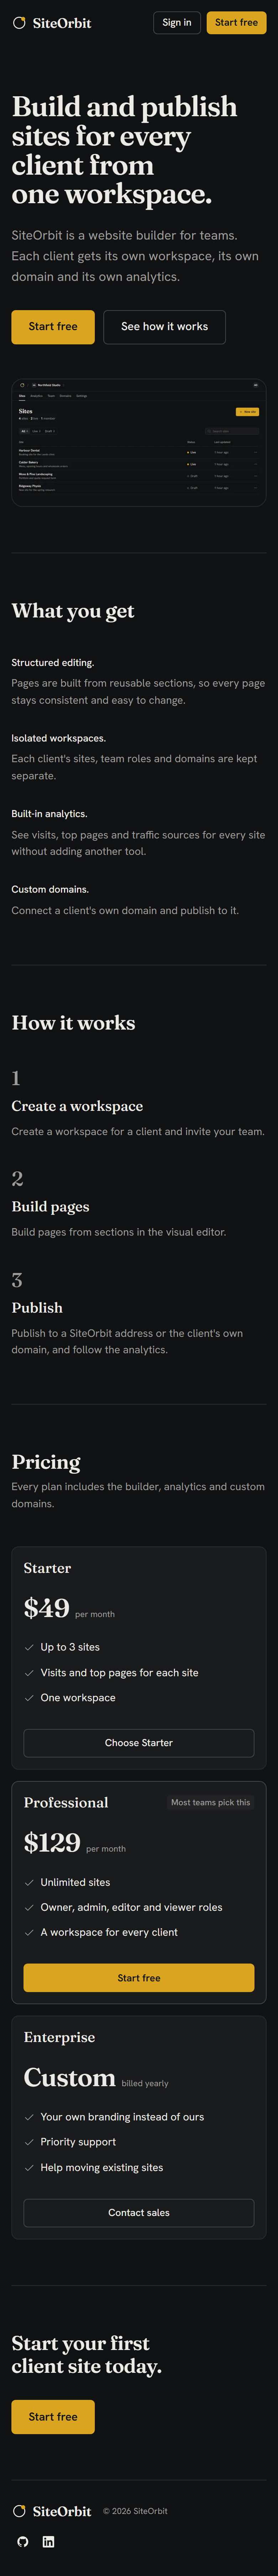 SiteOrbit
Sign in
Start free
Build and publish
sites for every
client from
one workspace.
SiteOrbit is a website builder for teams.
Each client gets its own workspace, its own
domain and its own analytics.
Start free
See how it works
Sites
What you get
Structured editing.
Pages are built from reusable sections, so every page
stays consistent and easy to change.
Isolated workspaces.
Each client's sites, team roles and domains are kept
separate.
Built-in analytics.
See visits, top pages and traffic sources for every site
without adding another tool.
Custom domains.
Connect a client's own domain and publish to it.
How it works
1
Create a workspace
Create a workspace for a client and invite your team.
2
Build pages
Build pages from sections in the visual editor.
3
Publish
Publish to a SiteOrbit address or the client's own
domain, and follow the analytics.
Pricing
Every plan includes the builder, analytics and custom
domains.
Starter
$49 per month
Up to 3 sites
Visits and top pages for each site
One workspace
Choose Starter
Professional
Most teams pick this
$129 per month
Unlimited sites
Owner, admin, editor and viewer roles
A workspace for every client
Start free
Enterprise
Custom billed yearly
Your own branding instead of ours
Priority support
Help moving existing sites
Contact sales
Start your first
client site today.
Start free
SiteOrbit
© 2026 SiteOrbit